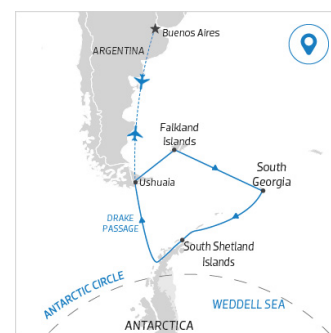 Buenos Aires
ARGENTINA
Falkland
Islands
South
Georgia
Ushuaia
DRAKE
PASSAGE
South Shetland
Islands
ANTARCTIC CIRCLE
WEDDELL SEA
ANTARCTICA